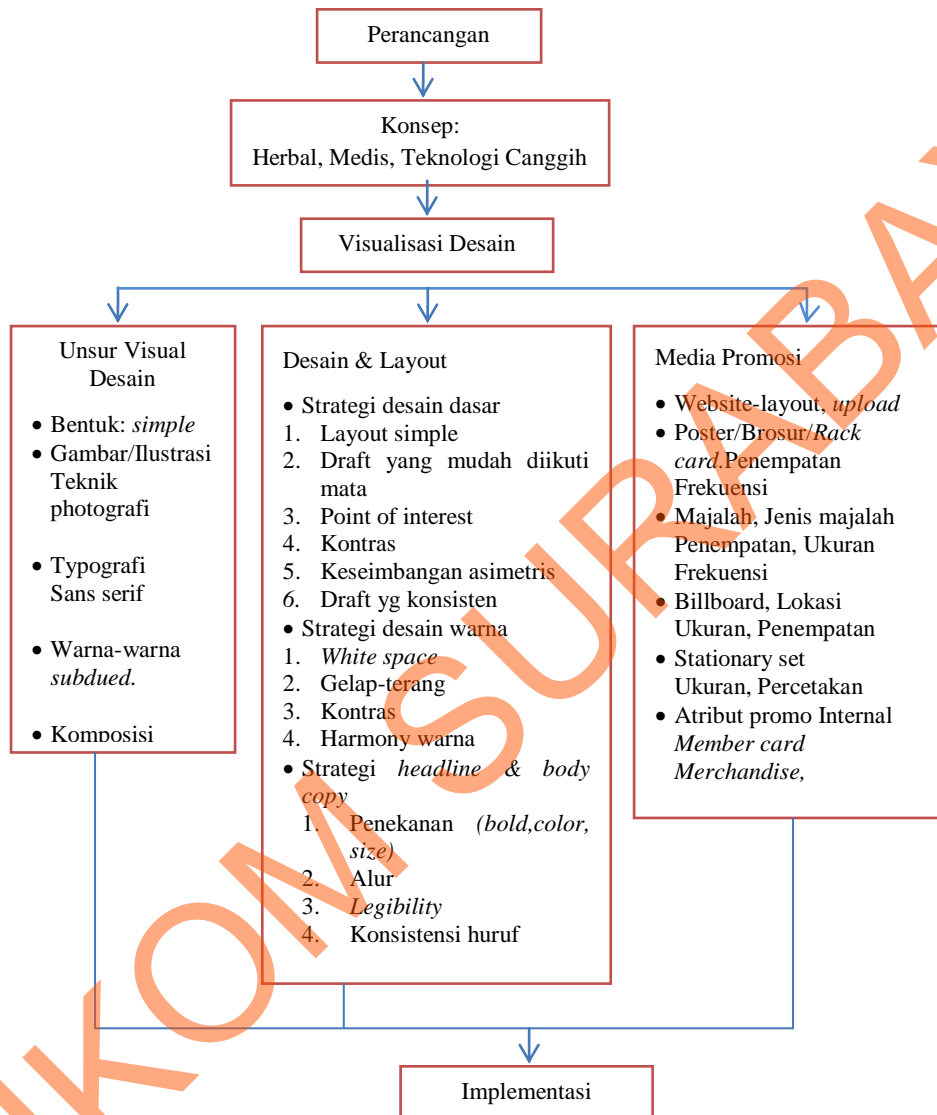 Perancangan
Konsep:
Herbal, Medis, Teknologi Canggih
Visualisasi Desain
Unsur Visual
Desain
• Bentuk: simple
• Gambar/Ilustrasi
Teknik
photografi
• Typografi
Sans serif
• Warna-warna
subdued.
• Komposisi
Desain & Layout
• Strategi desain dasar
1. Layout simple
2. Draft yang mudah diikuti
mata
3. Point of interest
4. Kontras
5. Keseimbangan asimetris
6. Draft yg konsisten
• Strategi desain warna
1. White space
2. Gelap-terang
3. Kontras
4. Harmony warna
• Strategi headline & body
copy
1. Penekanan (bold,color,
size)
2. Alur
3. Legibility
4. Konsistensi huruf
Media Promosi
• Website-layout, upload
• Poster/Brosur/Rack
card.Penempatan
Frekuensi
• Majalah, Jenis majalah
Penempatan, Ukuran
Frekuensi
• Billboard, Lokasi
Ukuran, Penempatan
• Stationary set
Ukuran, Percetakan
• Atribut promo Internal
Member card
Merchandise,
Implementasi
IKOM SURABA